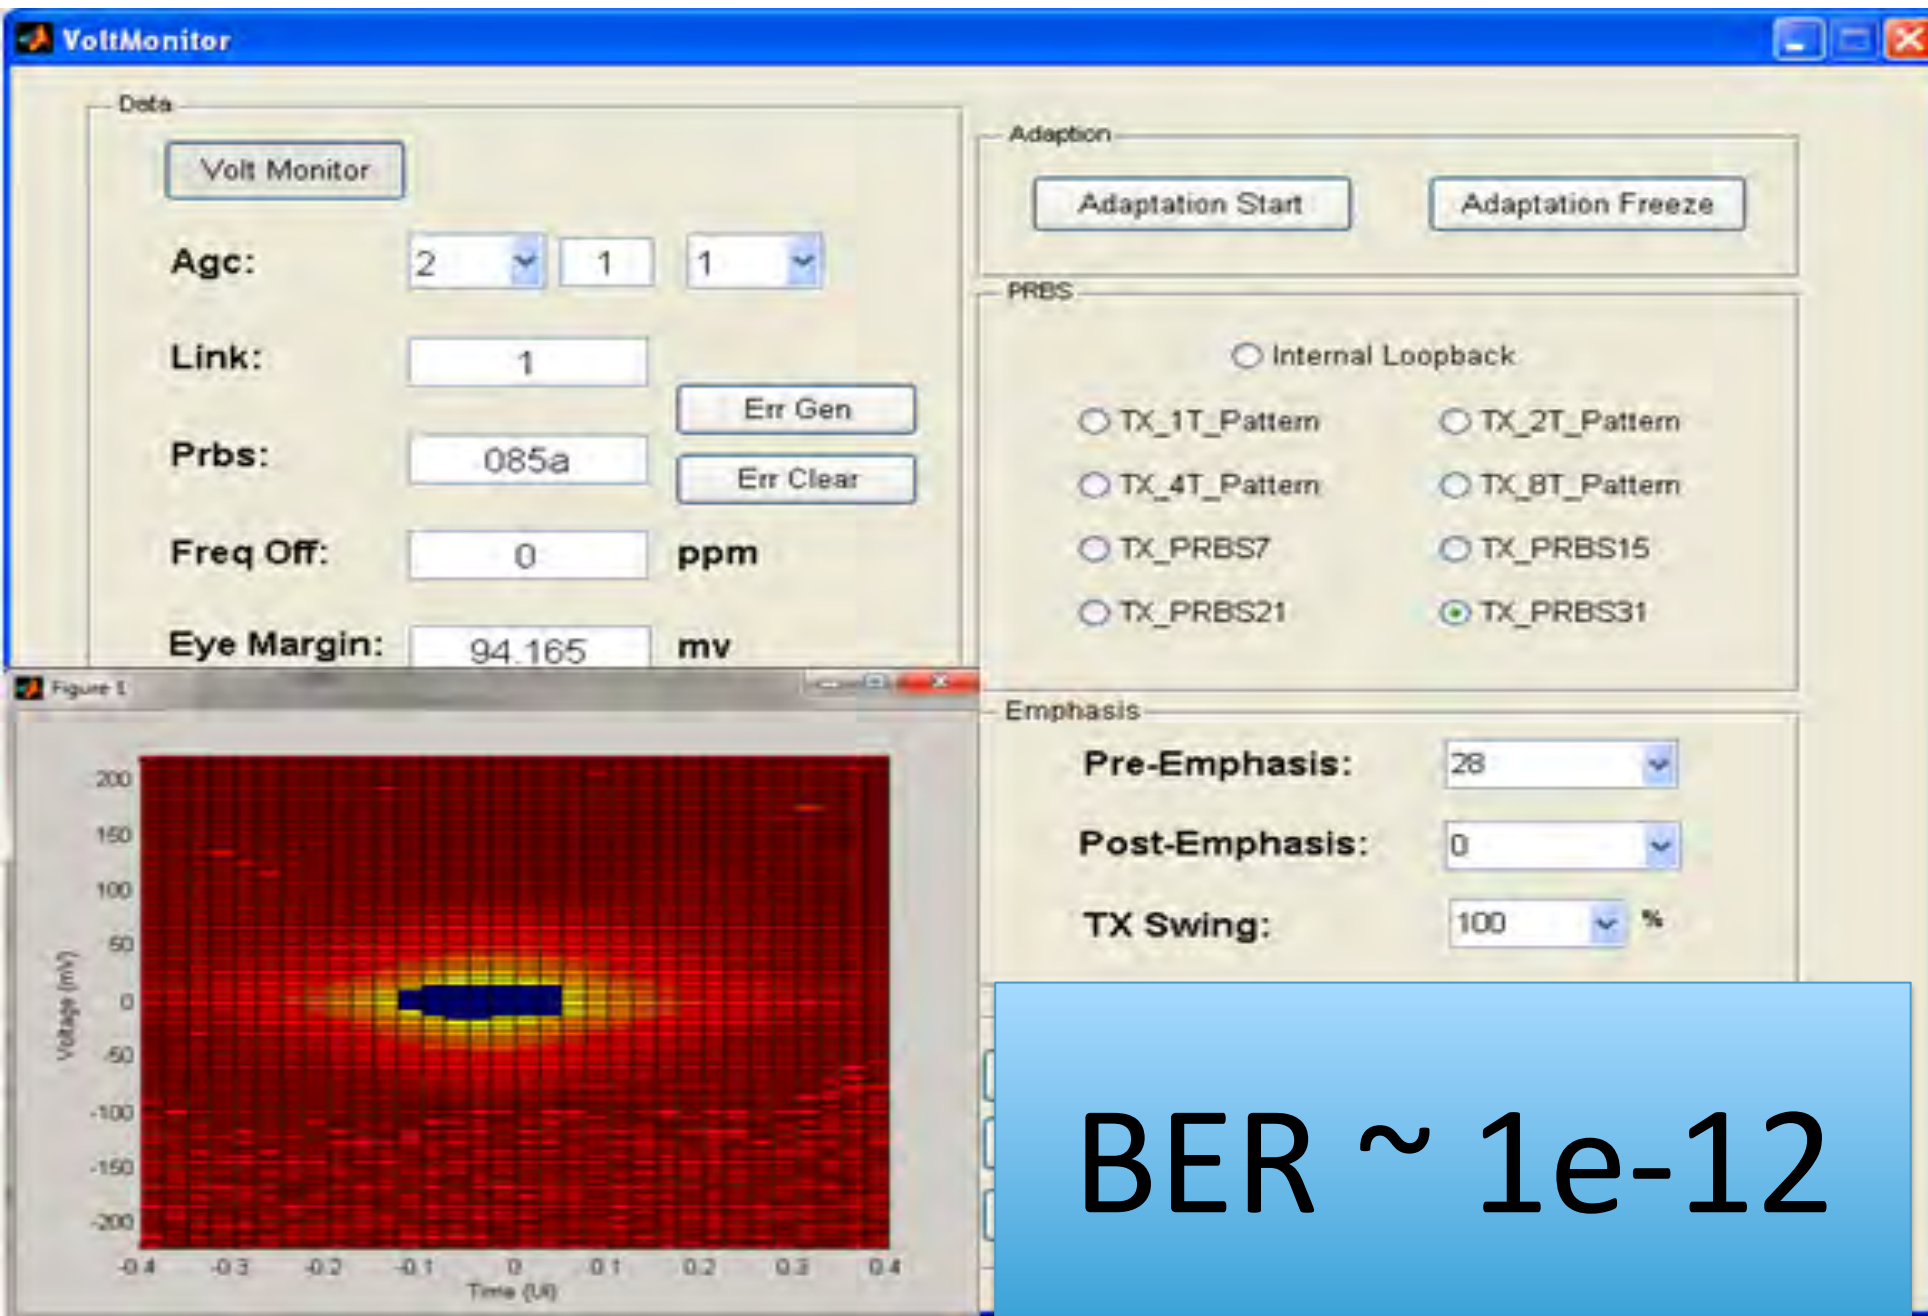 VoltMonitor
Data
Volt Monitor
Agc: 2 1 1
Link: 1
Err Gen
Prbs: 085a
Err Clear
Freq Off: 0 ppm
Eye Margin: 94.165 mv
Adaption
Adaptation Start Adaptation Freeze
PRBS
Internal Loopback
TX_1T_Pattern TX_2T_Pattern
TX_4T_Pattern TX_8T_Pattern
TX_PRBS7 TX_PRBS15
TX_PRBS21 TX_PRBS31
Emphasis
Pre-Emphasis: 28
Post-Emphasis: 0
TX Swing: 100 %
Figure 1
200
150
100
50
0
-50
-100
-150
-200
Voltage (mV)
-0.4 -0.3 -0.2 -0.1 0 0.1 0.2 0.3 0.4
Time (UI)
BER ~ 1e-12